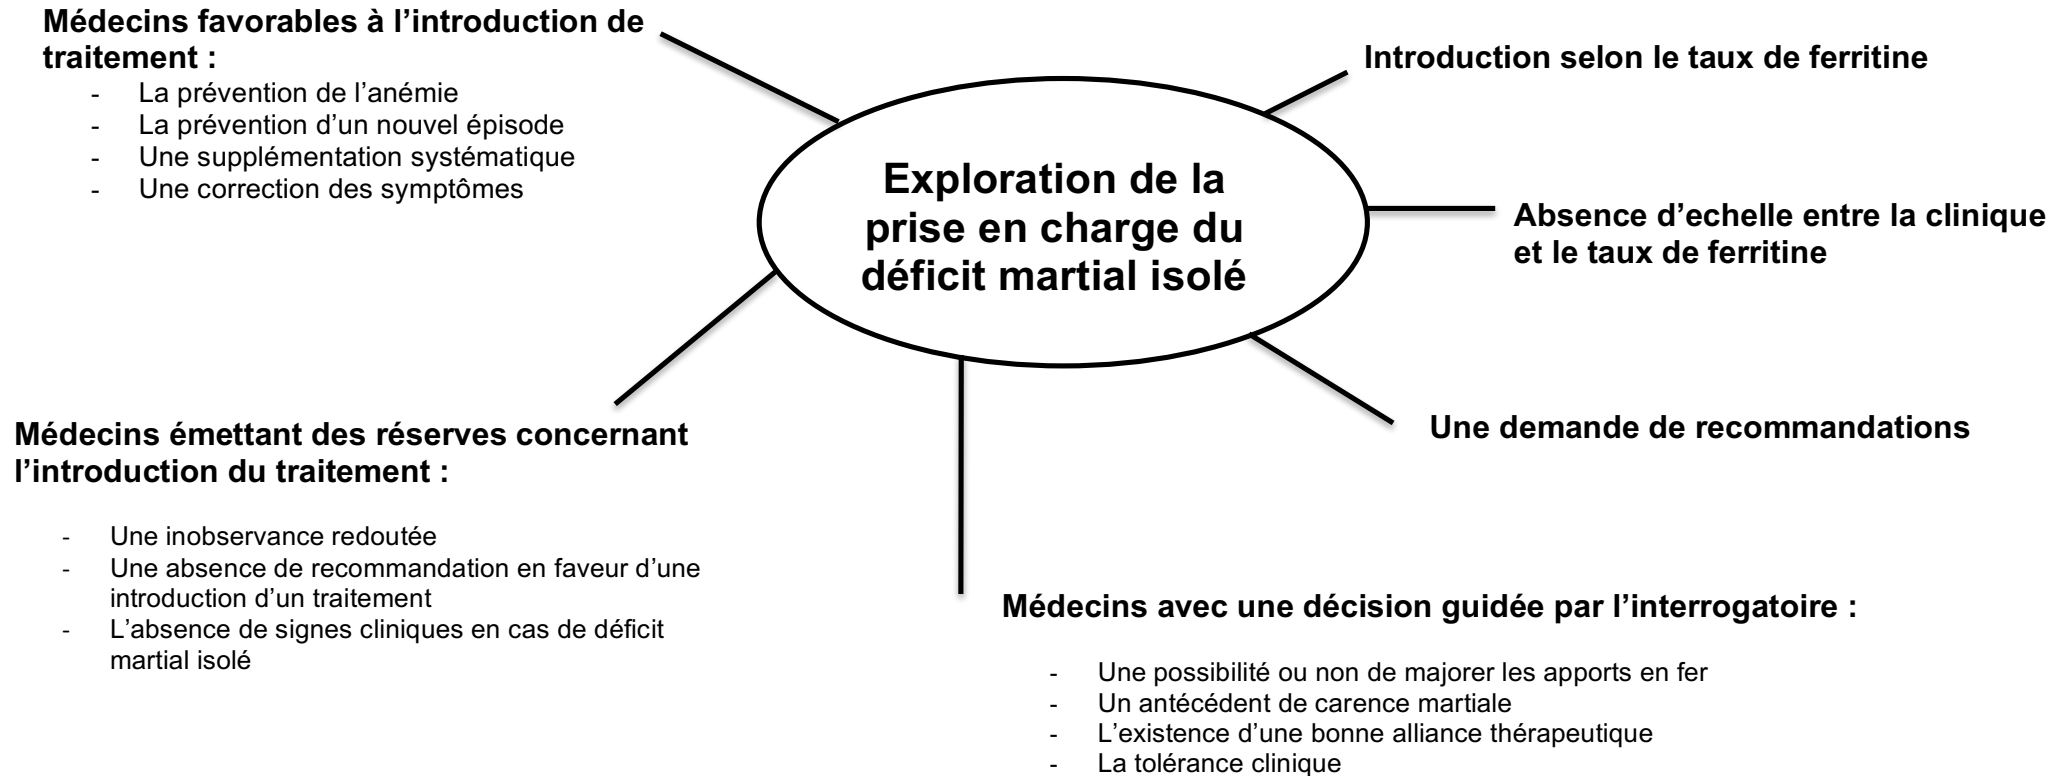 Médecins favorables à l’introduction de
traitement :
- La prévention de l’anémie
- La prévention d’un nouvel épisode
- Une supplémentation systématique
- Une correction des symptômes
Introduction selon le taux de ferritine
Exploration de la
prise en charge du
déficit martial isolé
Absence d’echelle entre la clinique
et le taux de ferritine
Une demande de recommandations
Médecins émettant des réserves concernant
l’introduction du traitement :
- Une inobservance redoutée
- Une absence de recommandation en faveur d’une
introduction d’un traitement
- L’absence de signes cliniques en cas de déficit
martial isolé
Médecins avec une décision guidée par l’interrogatoire :
- Une possibilité ou non de majorer les apports en fer
- Un antécédent de carence martiale
- L’existence d’une bonne alliance thérapeutique
- La tolérance clinique